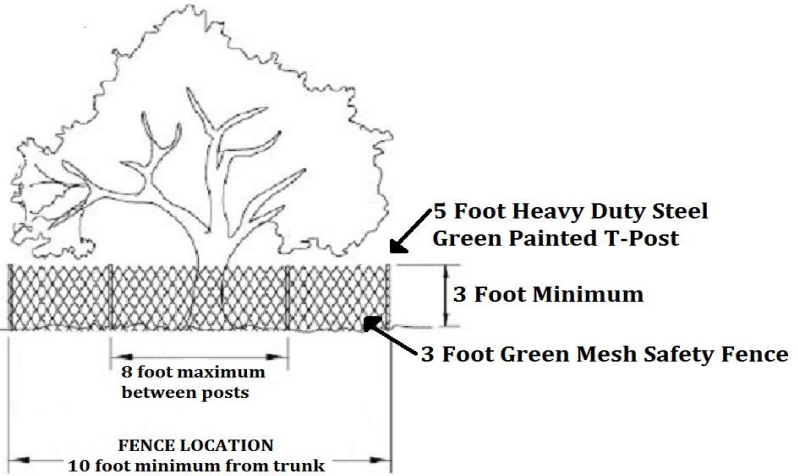 5 Foot Heavy Duty Steel
Green Painted T-Post
3 Foot Minimum
3 Foot Green Mesh Safety Fence
8 foot maximum
between posts
FENCE LOCATION
10 foot minimum from trunk